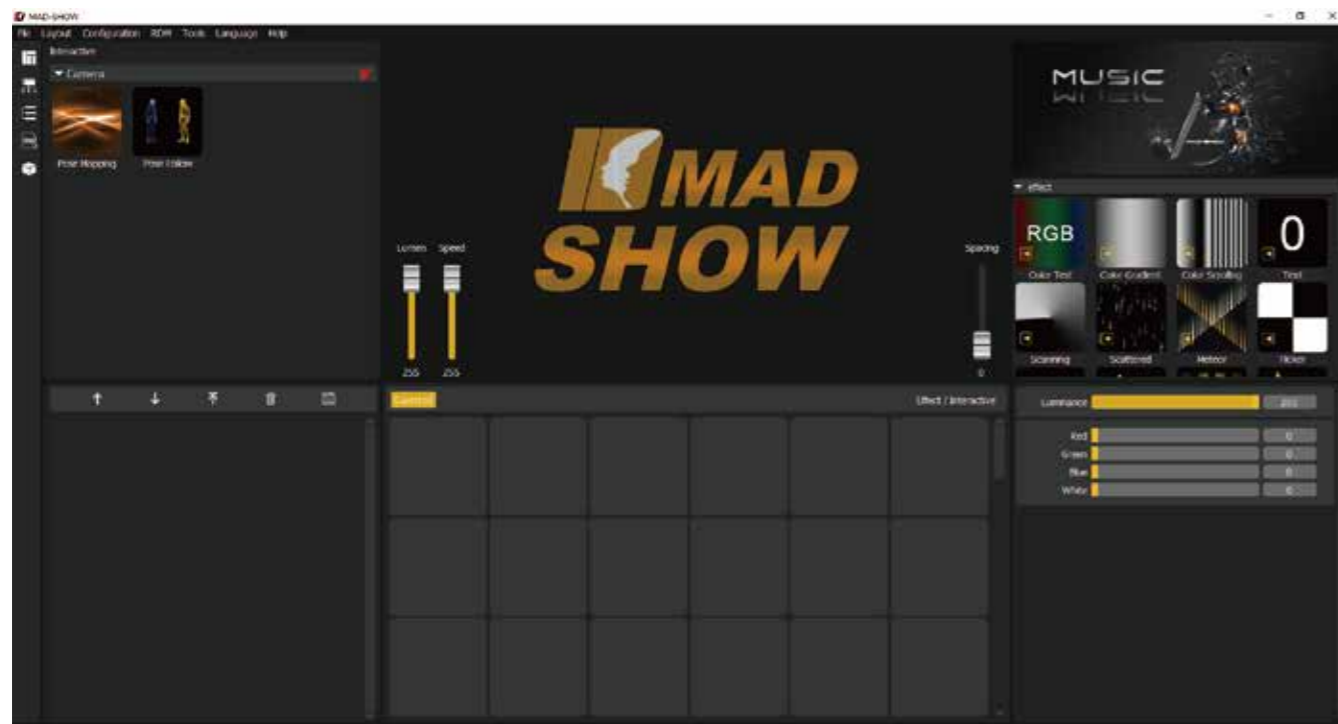 MAD-SHOW
File Layout Configuration RDM Tools Language Help
Interactive
Camera
Pose Mapping Pose Follow
MAD
SHOW
Lumen Speed
255 255
Spacing
0
MUSIC
effect
RGB
0
Color Test Color Gradient Color Scrolling Text
Scanning Scattered Meteor Flicker
Control
Effect / Interactive
Luminance 255
Red 0
Green 0
Blue 0
White 0